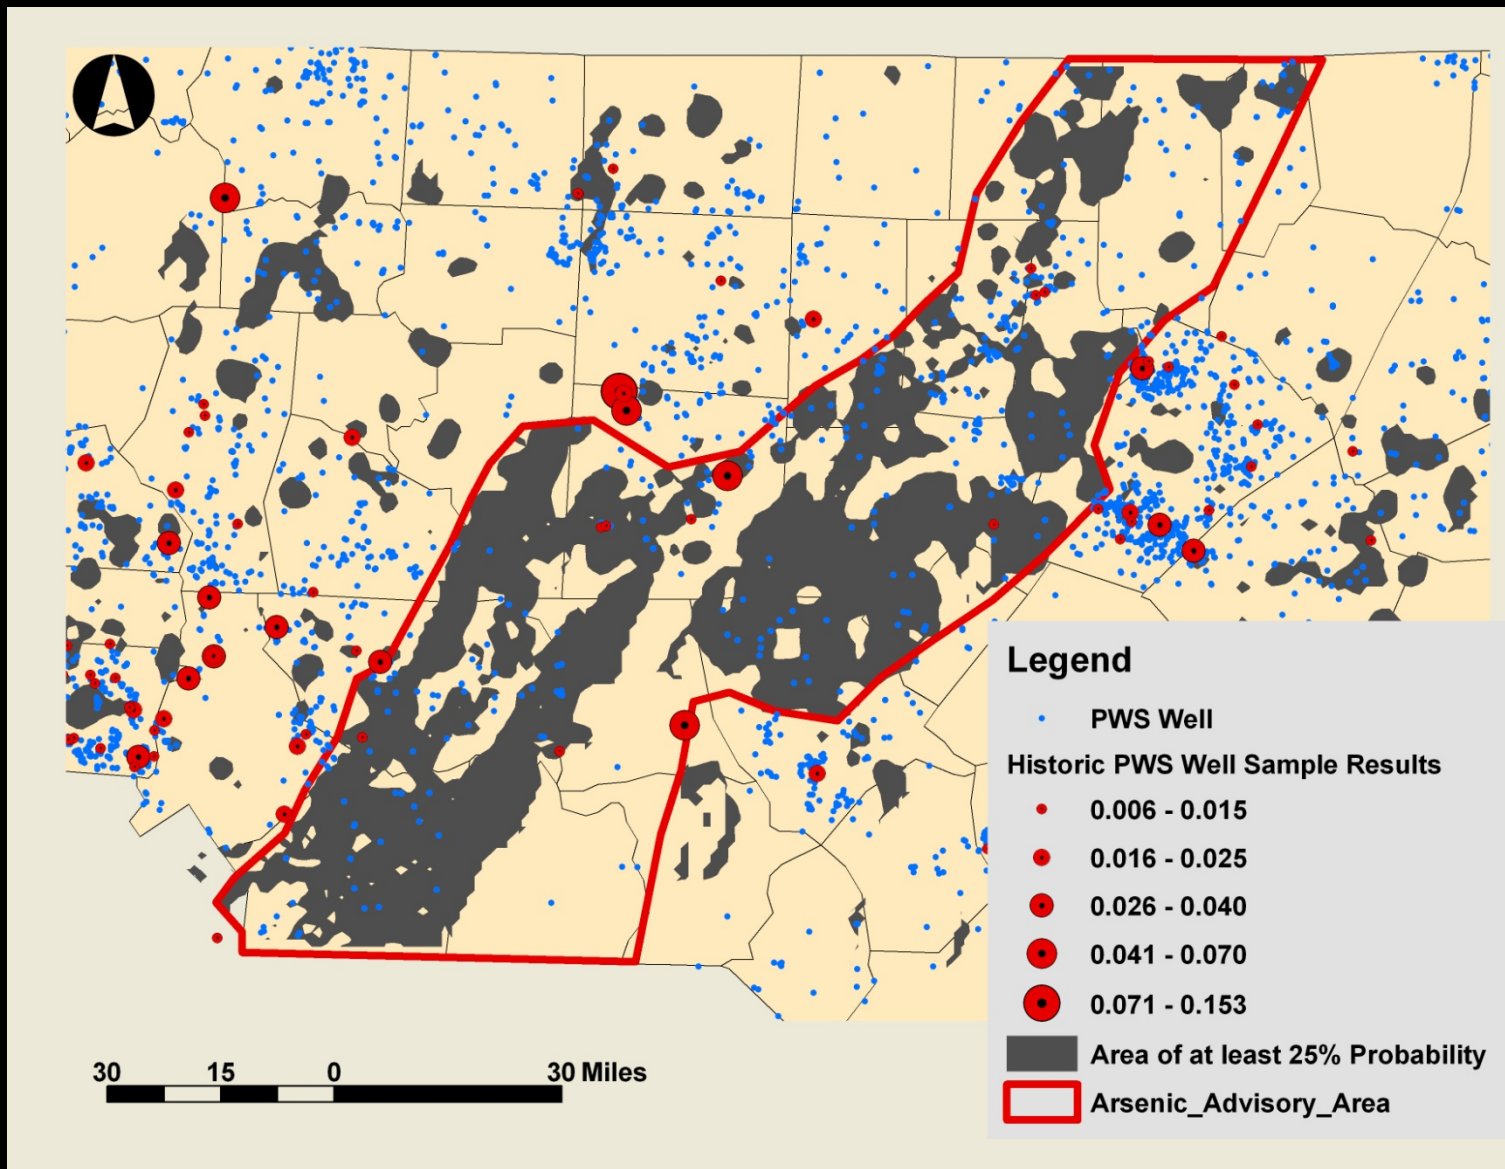 Legend
PWS Well
Historic PWS Well Sample Results
0.006 - 0.015
0.016 - 0.025
0.026 - 0.040
0.041 - 0.070
0.071 - 0.153
Area of at least 25% Probability
Arsenic_Advisory_Area
30 15 0 30 Miles